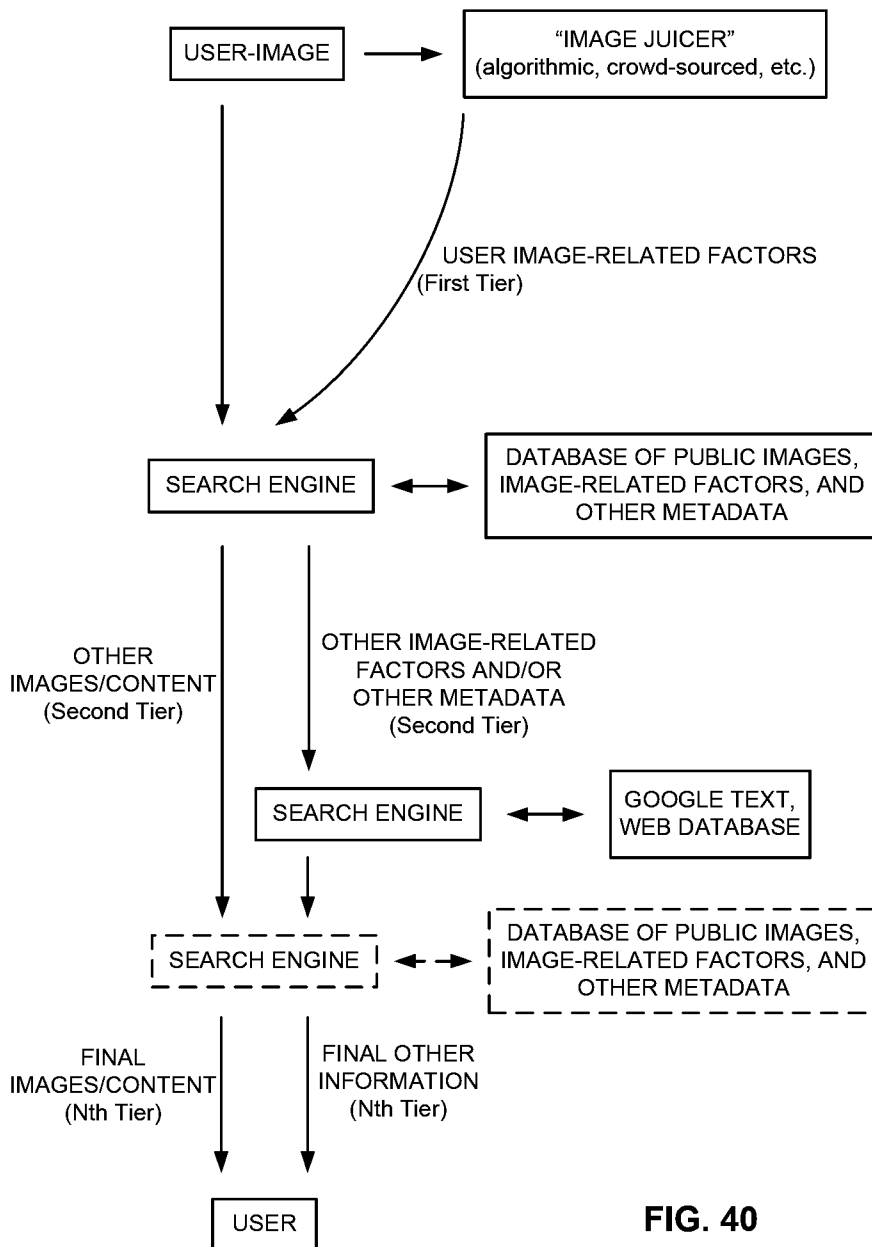 USER-IMAGE
“IMAGE JUICER”
(algorithmic, crowd-sourced, etc.)
USER IMAGE-RELATED FACTORS
(First Tier)
SEARCH ENGINE
DATABASE OF PUBLIC IMAGES,
IMAGE-RELATED FACTORS, AND
OTHER METADATA
OTHER
IMAGES/CONTENT
(Second Tier)
OTHER IMAGE-RELATED
FACTORS AND/OR
OTHER METADATA
(Second Tier)
SEARCH ENGINE
GOOGLE TEXT,
WEB DATABASE
SEARCH ENGINE
DATABASE OF PUBLIC IMAGES,
IMAGE-RELATED FACTORS, AND
OTHER METADATA
FINAL
IMAGES/CONTENT
(Nth Tier)
FINAL OTHER
INFORMATION
(Nth Tier)
USER
FIG. 40